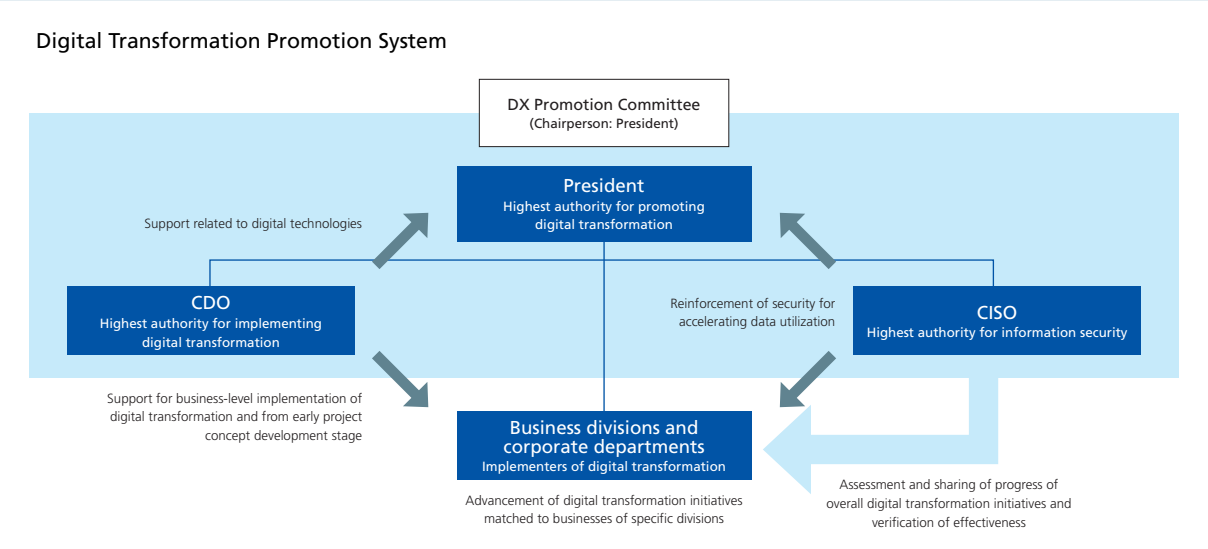 Digital Transformation Promotion System
DX Promotion Committee
(Chairperson: President)
President
Highest authority for promoting
digital transformation
Support related to digital technologies
CDO
Highest authority for implementing
digital transformation
Reinforcement of security for
accelerating data utilization
CISO
Highest authority for information security
Support for business-level implementation of
digital transformation and from early project
concept development stage
Business divisions and
corporate departments
Implementers of digital transformation
Advancement of digital transformation initiatives
matched to businesses of specific divisions
Assessment and sharing of progress of
overall digital transformation initiatives and
verification of effectiveness